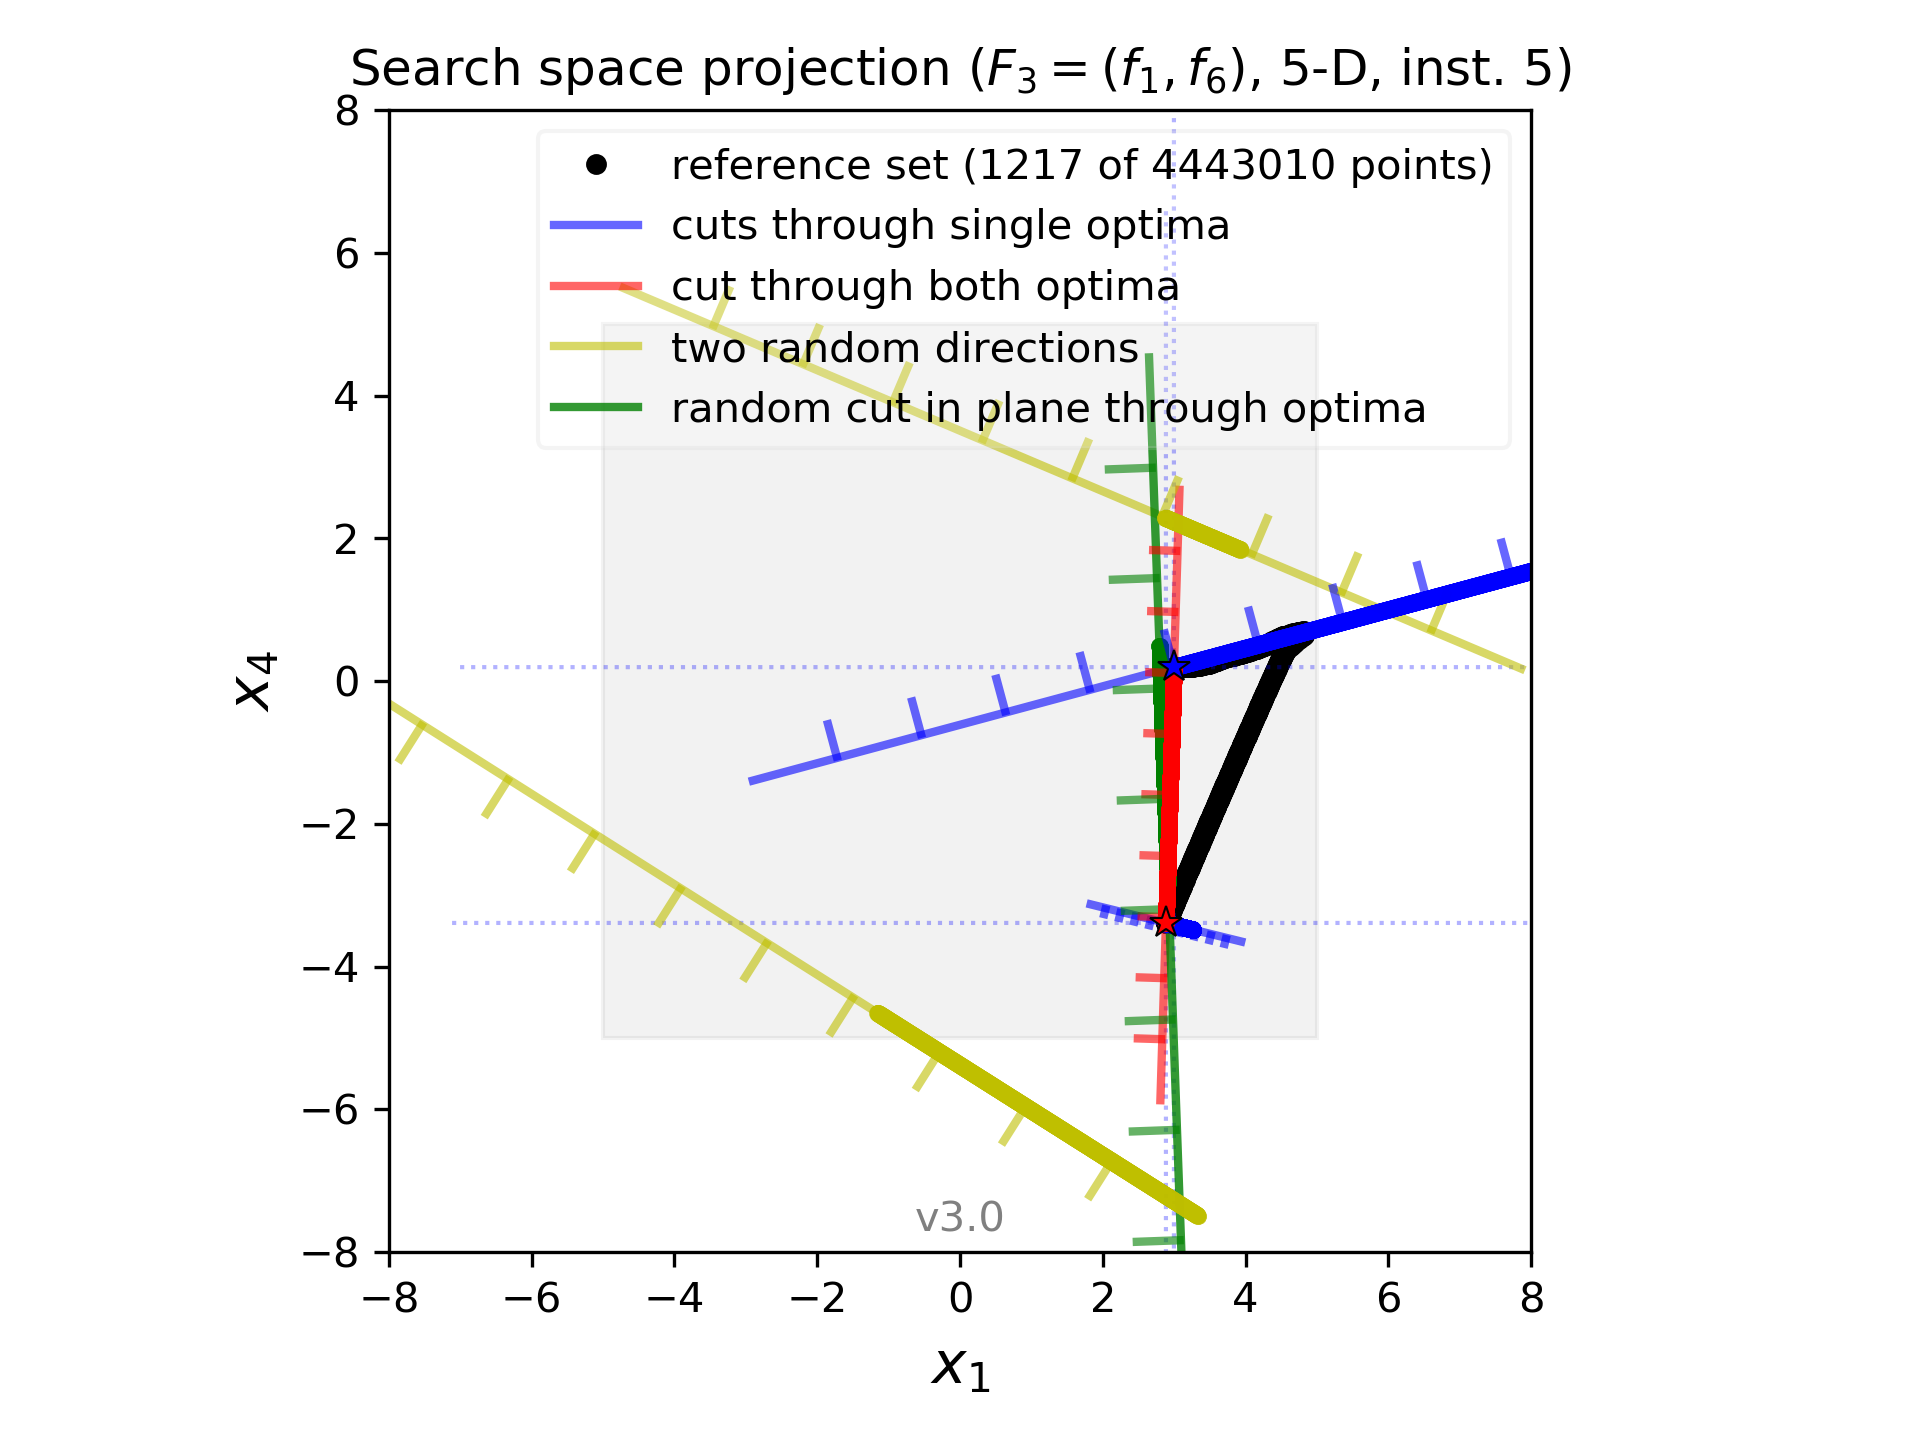 Search space projection (F₃ = (f₁, f₆), 5-D, inst. 5)
reference set (1217 of 4443010 points)
cuts through single optima
cut through both optima
two random directions
random cut in plane through optima
8
6
4
2
0
−2
−4
−6
−8
x₄
v3.0
−8 −6 −4 −2 0 2 4 6 8
x₁